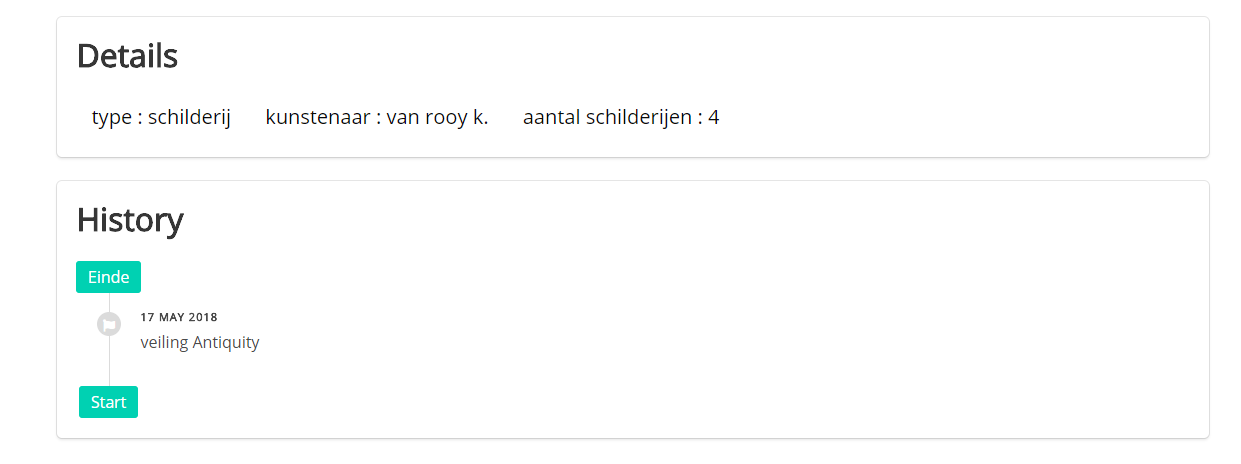 Details
type : schilderij kunstenaar : van rooy k. aantal schilderijen : 4
History
Einde
17 MAY 2018
veiling Antiquity
Start